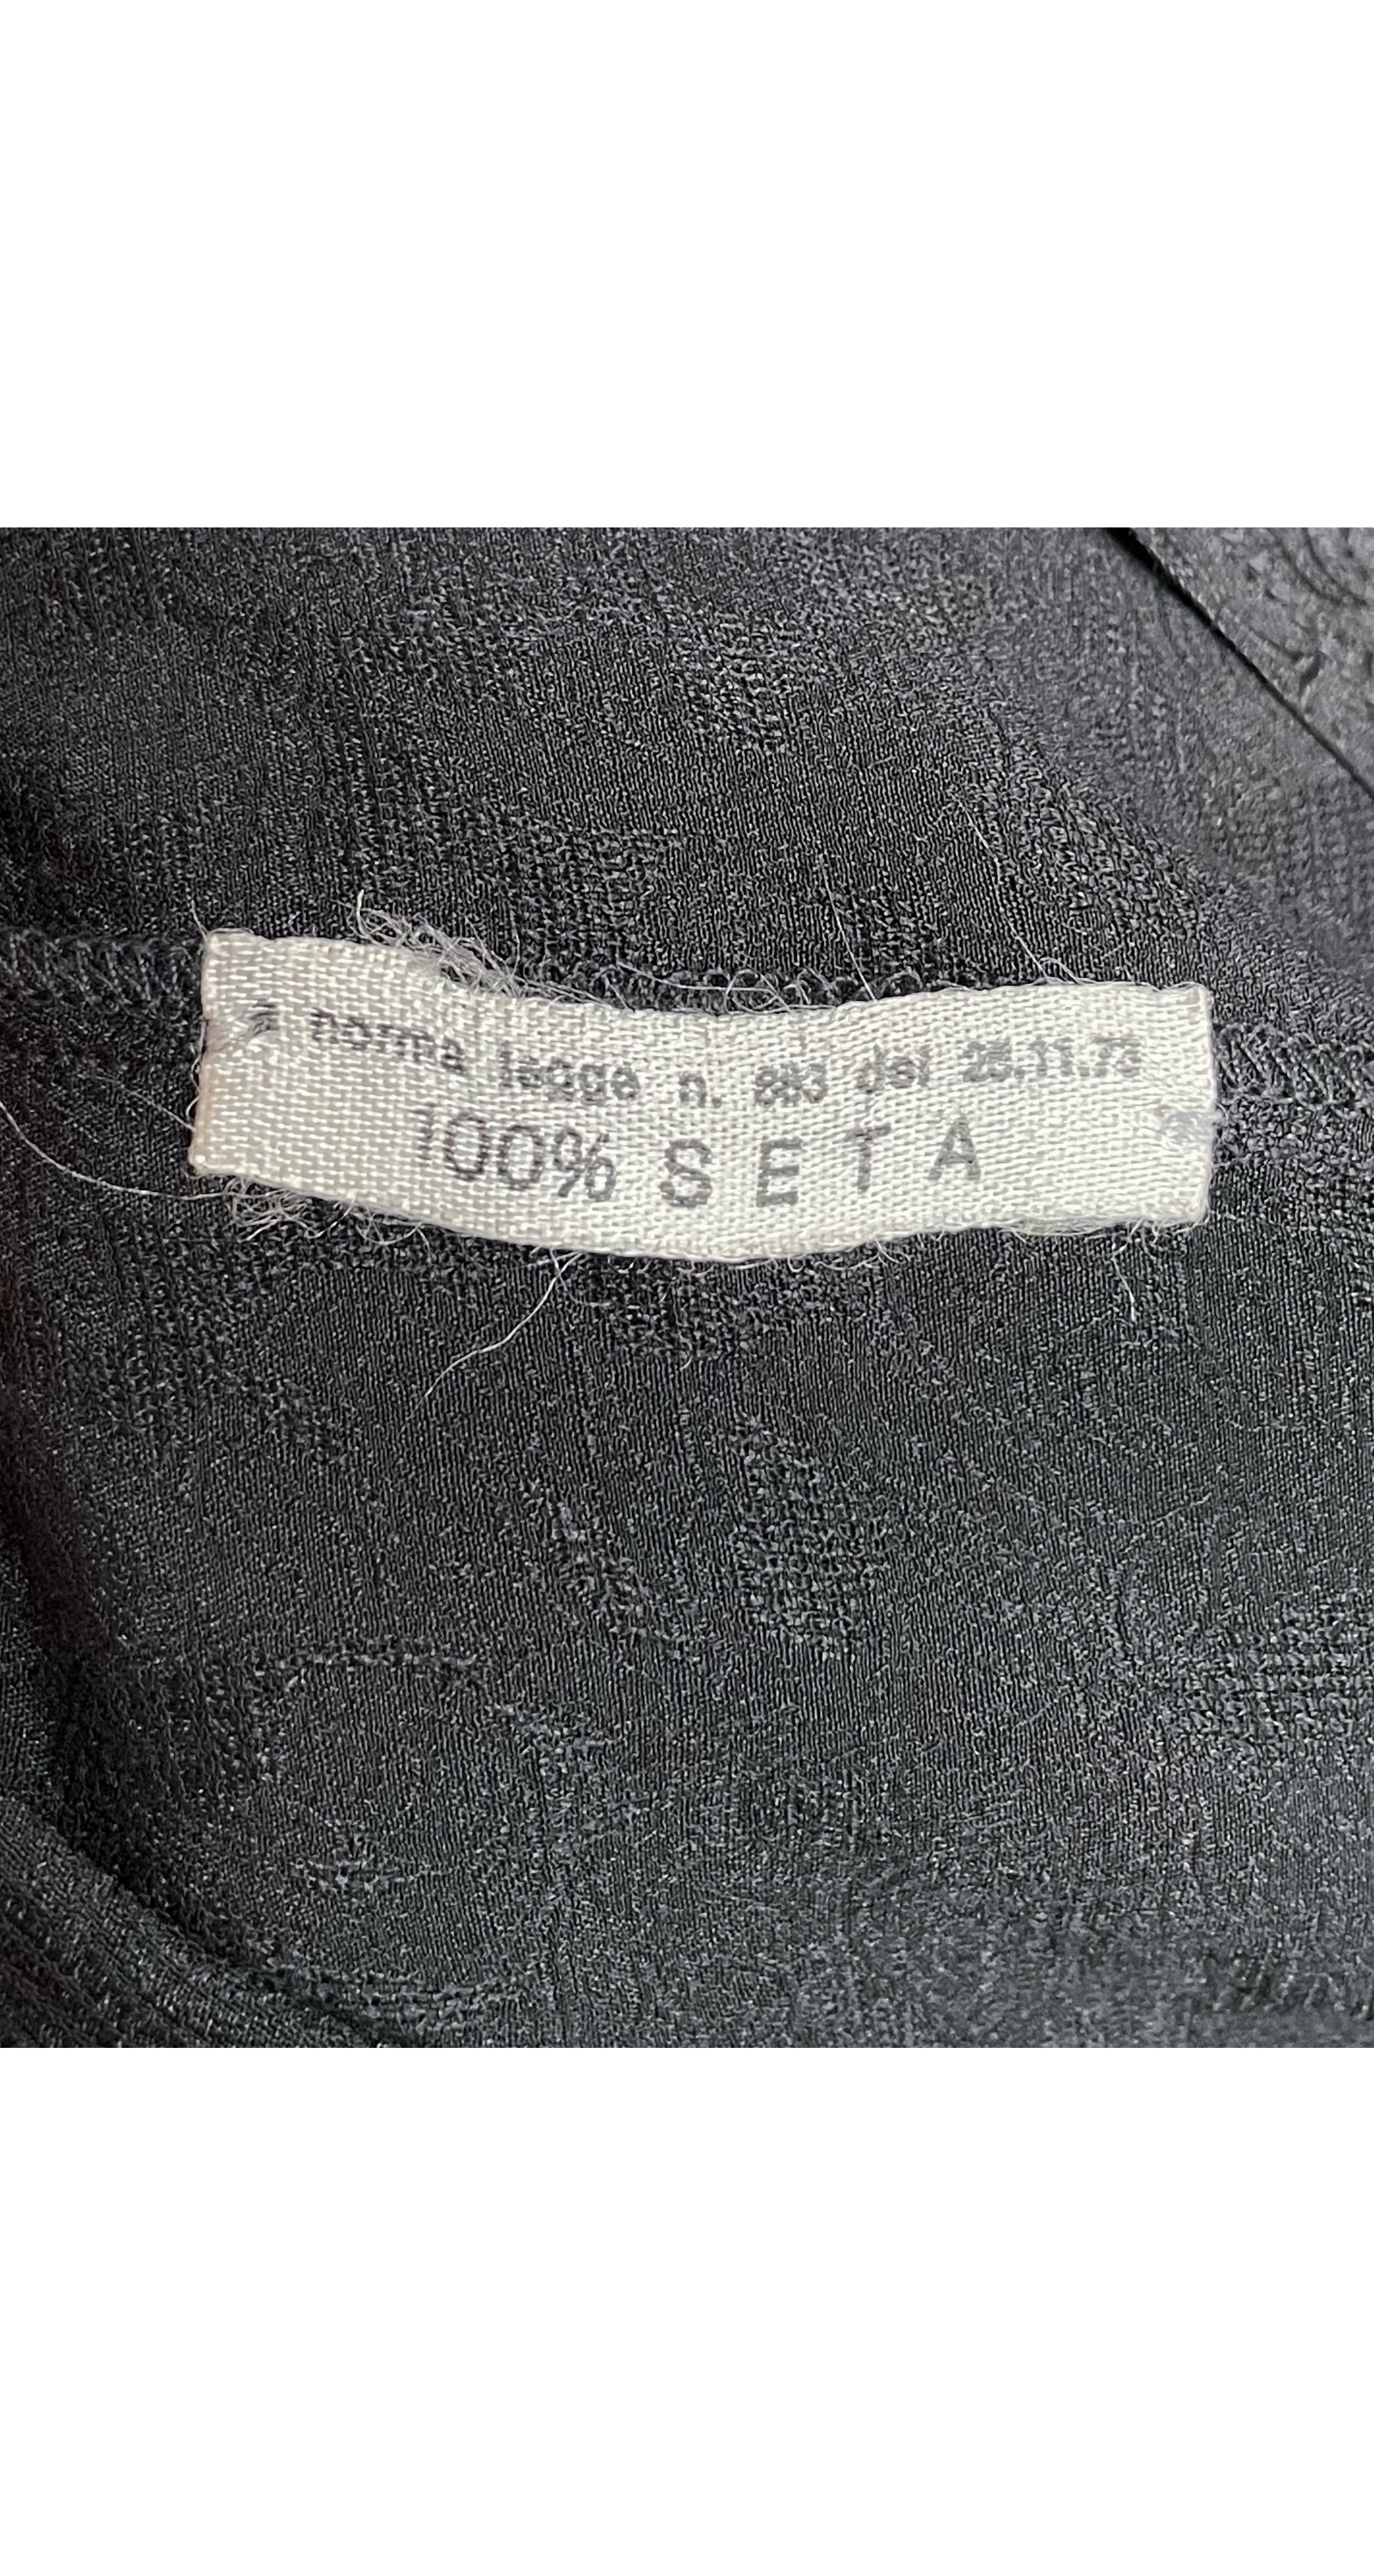 norma legge n. 883 del 26.11.73
100% SETA